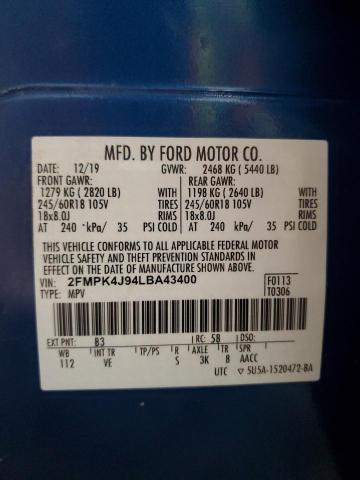 MFD. BY FORD MOTOR CO.
DATE: 12/19 GVWR: 2468 KG ( 5440 LB)
FRONT GAWR: REAR GAWR:
1279 KG ( 2820 LB) WITH 1198 KG ( 2640 LB) WITH
245/60R18 105V TIRES 245/60R18 105V TIRES
18x8.0J RIMS 18x8.0J RIMS
AT 240 kPa/ 35 PSI COLD AT 240 kPa/ 35 PSI COLD
THIS VEHICLE CONFORMS TO ALL APPLICABLE FEDERAL MOTOR
VEHICLE SAFETY AND THEFT PREVENTION STANDARDS IN
EFFECT ON THE DATE OF MANUFACTURE SHOWN ABOVE.
VIN: 2FMPK4J94LBA43400 F0113
TYPE: MPV T0306
EXT PNT: B3 RC: 58 DSO:
WB INT TR TP/PS R AXLE TR SPR
112 VE S 3K 8 AACC
UTC 5U5A-1520472-BA